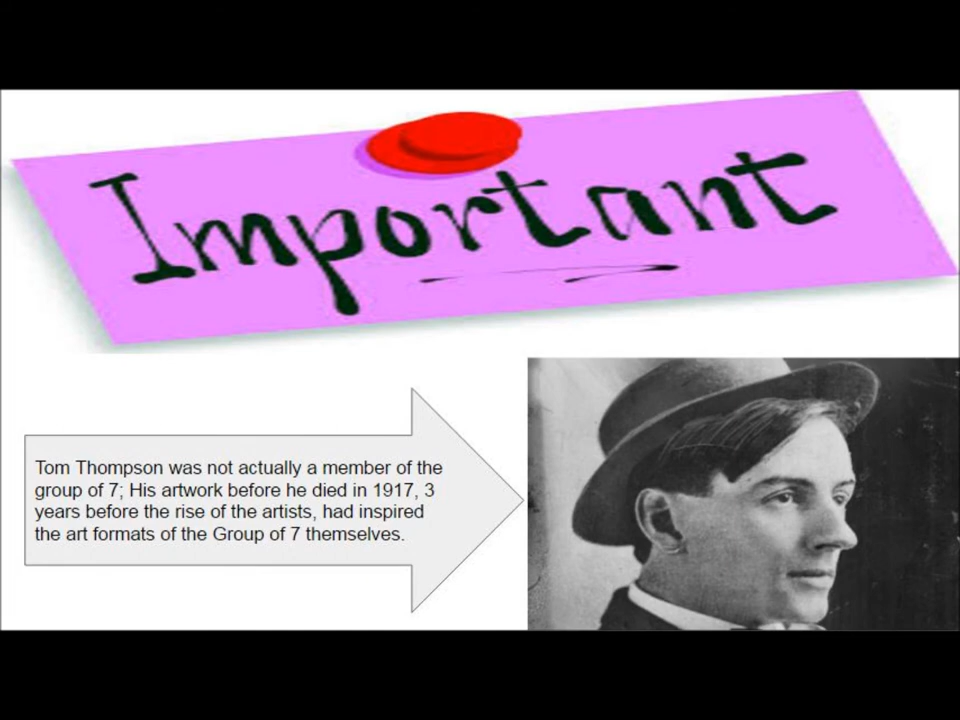 Important
Tom Thompson was not actually a member of the
group of 7; His artwork before he died in 1917, 3
years before the rise of the artists, had inspired
the art formats of the Group of 7 themselves.